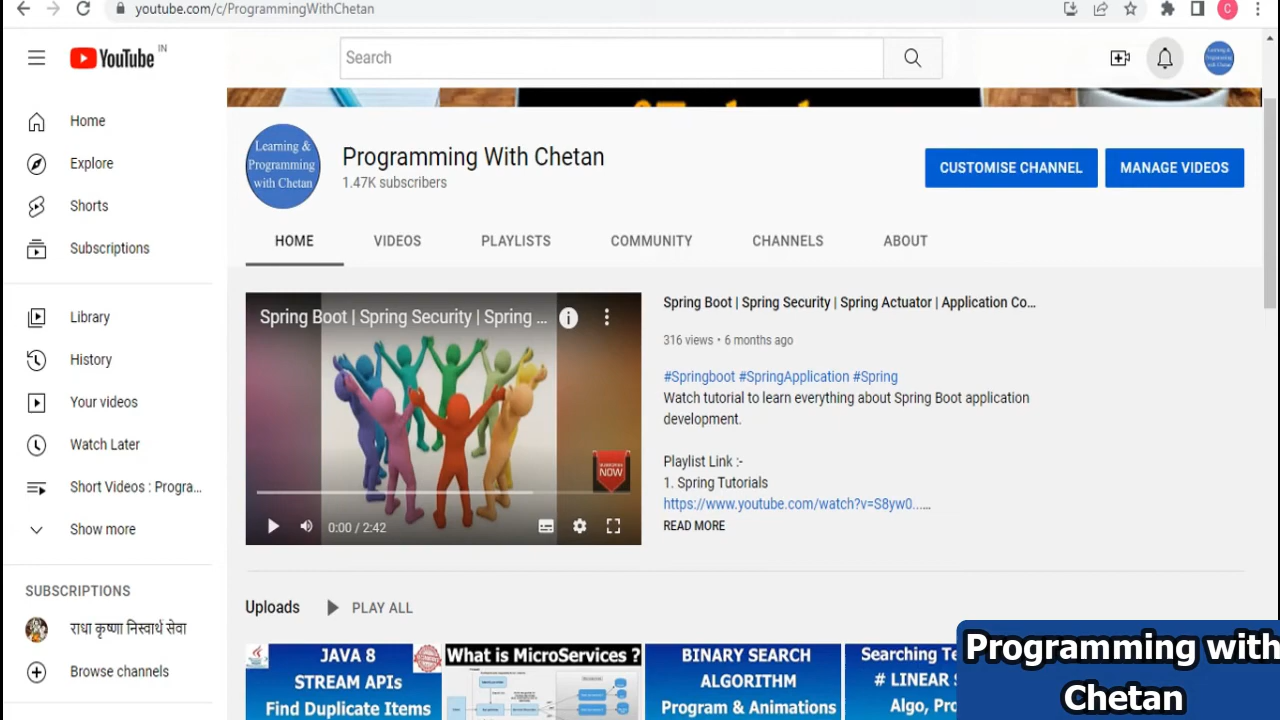 youtube.com/c/ProgrammingWithChetan
C
YouTube IN
Search
Home
Explore
Shorts
Subscriptions
Library
History
Your videos
Watch Later
Short Videos : Progra...
Show more
SUBSCRIPTIONS
राधा कृष्णा निस्वार्थ सेवा
Browse channels
Learning &
Programming
with Chetan
Programming With Chetan
1.47K subscribers
CUSTOMISE CHANNEL
MANAGE VIDEOS
HOME VIDEOS PLAYLISTS COMMUNITY CHANNELS ABOUT
Spring Boot | Spring Security | Spring ...
NOW
0:00 / 2:42
Spring Boot | Spring Security | Spring Actuator | Application Co...
316 views • 6 months ago
#Springboot #SpringApplication #Spring
Watch tutorial to learn everything about Spring Boot application
development.
Playlist Link :-
1. Spring Tutorials
https://www.youtube.com/watch?v=S8yw0...…
READ MORE
Uploads PLAY ALL
JAVA 8
STREAM APIs
Find Duplicate Items
What is MicroServices ?
BINARY SEARCH
ALGORITHM
Program & Animations
Searching Te
# LINEAR S
Algo, Pro
Programming with
Chetan